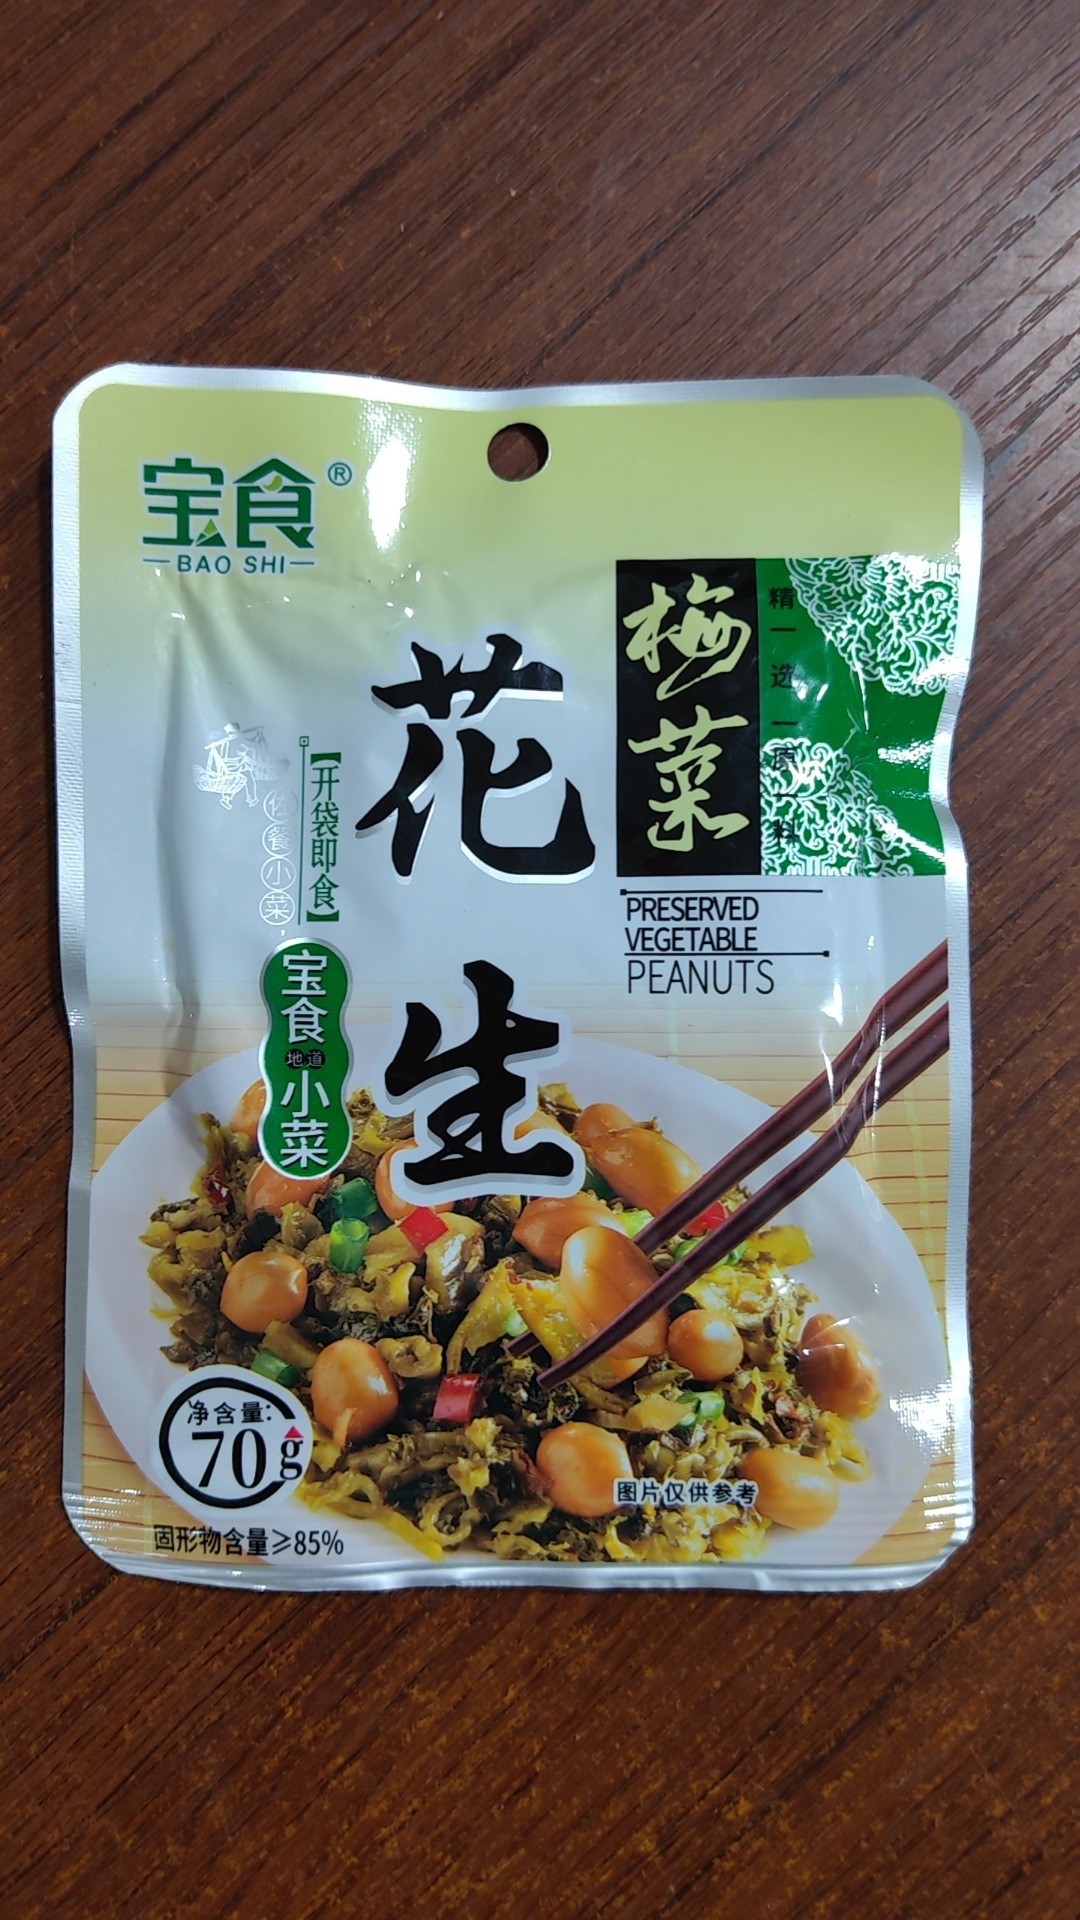 宝食®
BAO SHI
梅菜
精选原料
花生
PRESERVED
VEGETABLE
PEANUTS
【开袋即食】
佐餐小菜
宝食
地道
小菜
净含量:
70g
固形物含量≥85%
图片仅供参考